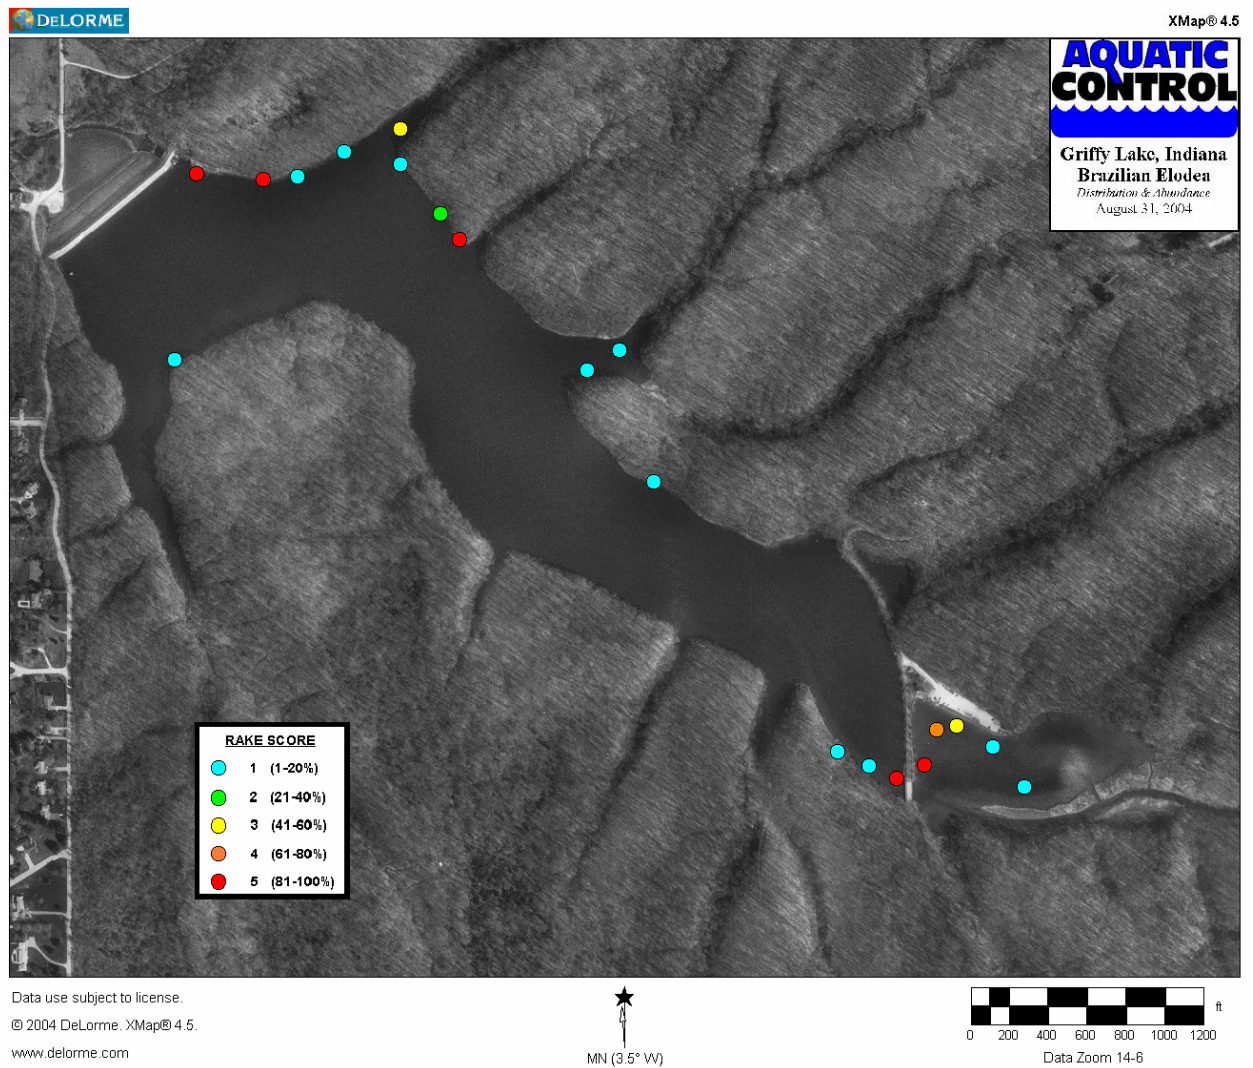 DELORME
XMap® 4.5
AQUATIC
CONTROL
Griffy Lake, Indiana
Brazilian Elodea
Distribution & Abundance
August 31, 2004
RAKE SCORE
1 (1-20%)
2 (21-40%)
3 (41-60%)
4 (61-80%)
5 (81-100%)
Data use subject to license.
© 2004 DeLorme. XMap® 4.5.
www.delorme.com
MN (3.5° W)
ft
0 200 400 600 800 1000 1200
Data Zoom 14-6